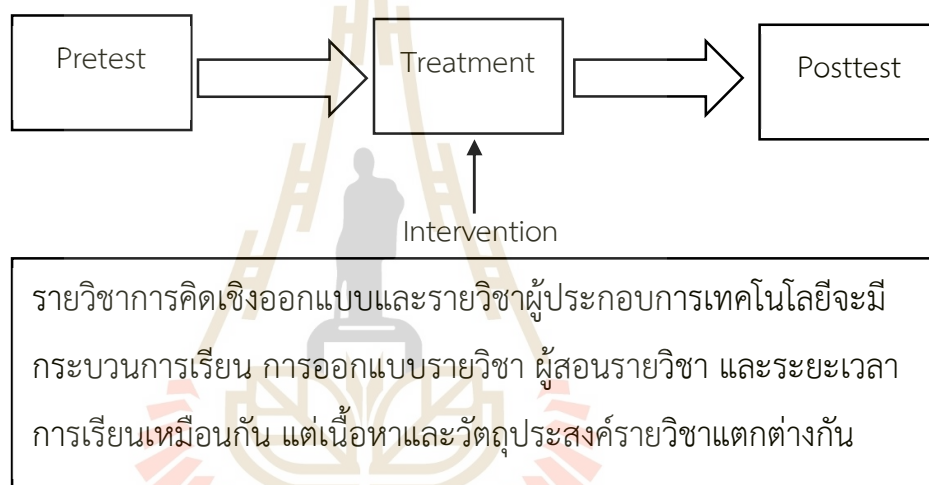 Pretest
Treatment
Posttest
Intervention
รายวิชาการคิดเชิงออกแบบและรายวิชาผู้ประกอบการเทคโนโลยีจะมี
กระบวนการเรียน การออกแบบรายวิชา ผู้สอนรายวิชา และระยะเวลา
การเรียนเหมือนกัน แต่เนื้อหาและวัตถุประสงค์รายวิชาแตกต่างกัน